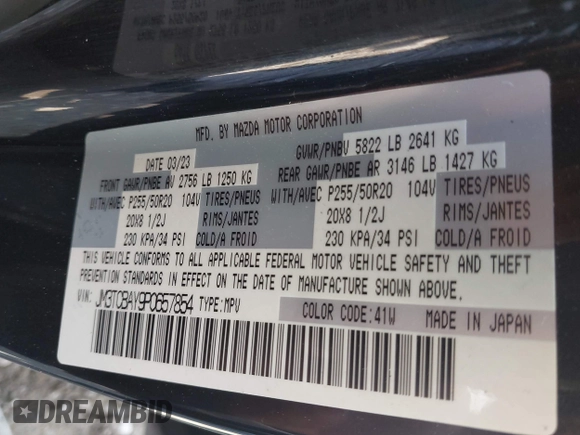 MFD. BY MAZDA MOTOR CORPORATION
DATE 03/23 GVWR/PNBV 5822 LB 2641 KG
FRONT GAWR/PNBE AV 2756 LB 1250 KG REAR GAWR/PNBE AR 3146 LB 1427 KG
WITH/AVEC P255/50R20 104V TIRES/PNEUS WITH/AVEC P255/50R20 104V TIRES/PNEUS
20X8 1/2J RIMS/JANTES 20X8 1/2J RIMS/JANTES
230 KPA/34 PSI COLD/A FROID 230 KPA/34 PSI COLD/A FROID
THIS VEHICLE CONFORMS TO ALL APPLICABLE FEDERAL MOTOR VEHICLE SAFETY AND THEFT
PREVENTION STANDARDS IN EFFECT ON THE DATE OF MANUFACTURE SHOWN ABOVE.
VIN: JM3TCBAY9P0657854 TYPE:MPV
COLOR CODE:41W MADE IN JAPAN
DREAMBID